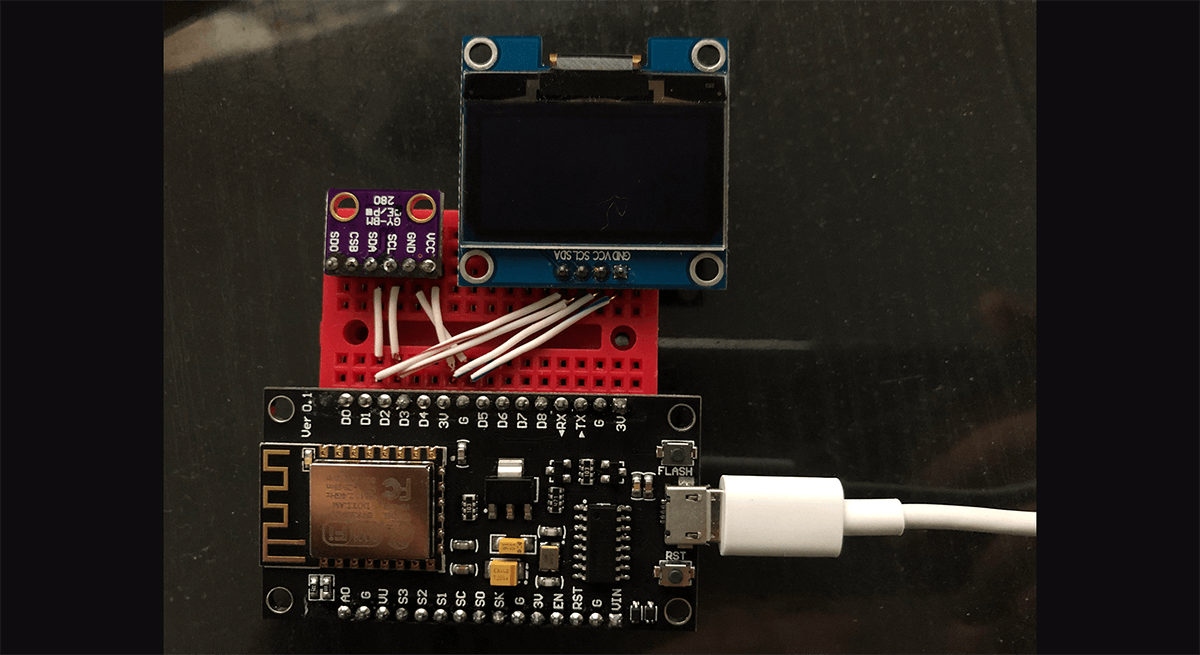 GY-BM
E/PM
280
VCC
GND
SCL
SDA
CSB
SDO
GND VCC SCL SDA
Ver 0.1
D0
D1
D2
D3
D4
3V
G
D5
D6
D7
D8
RX
TX
G
3V
FLASH
RST
A0
G
VU
S3
S2
S1
SC
S0
SK
G
3V
EN
RST
G
VIN